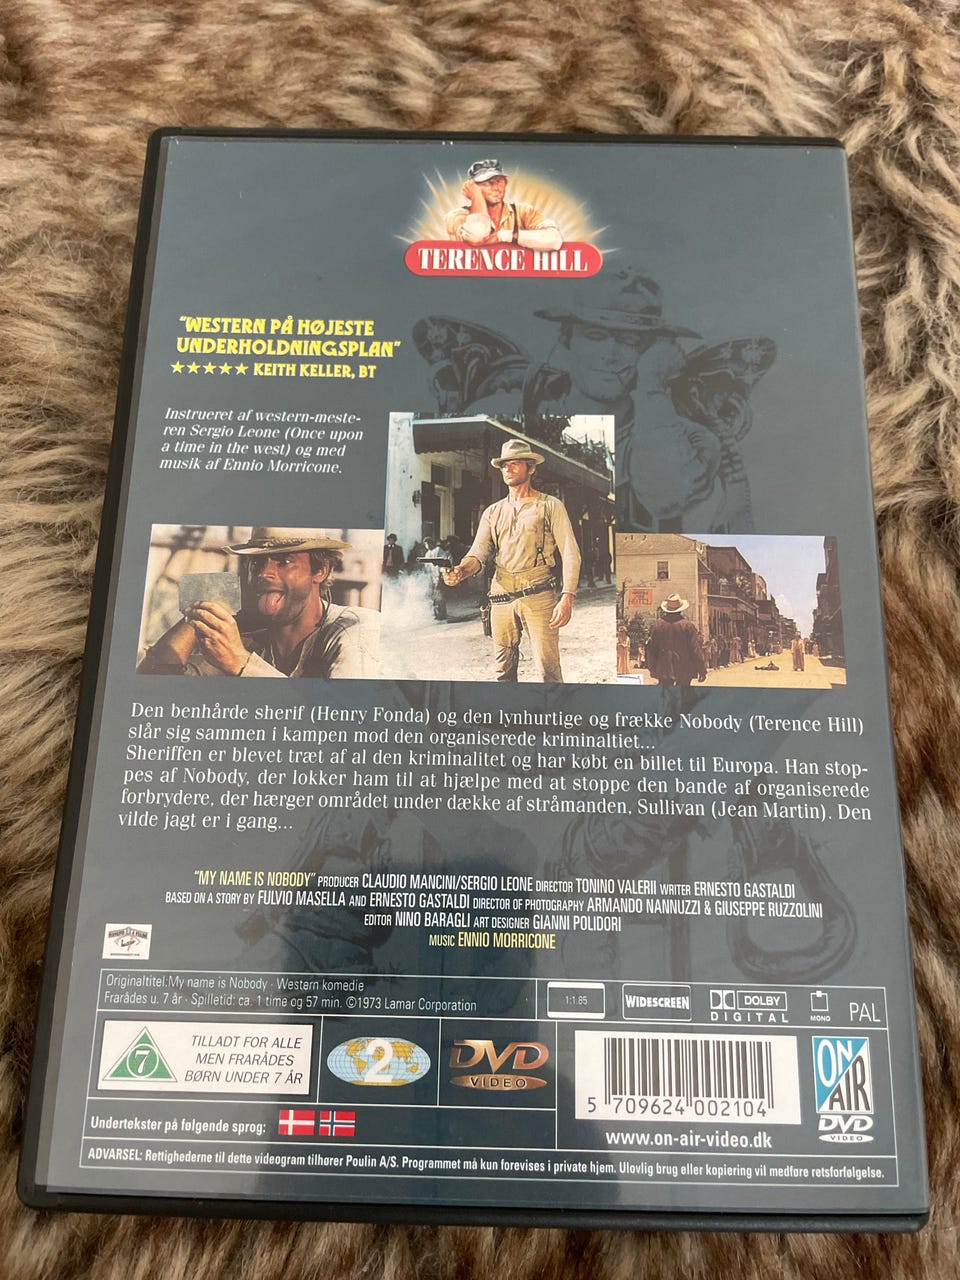 TERENCE HILL
"WESTERN PÅ HØJESTE
UNDERHOLDNINGSPLAN"
★★★★★ KEITH KELLER, BT
Instrueret af western-meste-
ren Sergio Leone (Once upon
a time in the west) og med
musik af Ennio Morricone.
Den benhårde sherif (Henry Fonda) og den lynhurtige og frække Nobody (Terence Hill)
slår sig sammen i kampen mod den organiserede kriminaltiet...
Sheriffen er blevet træt af al den kriminalitet og har købt en billet til Europa. Han stop-
pes af Nobody, der lokker ham til at hjælpe med at stoppe den bande af organiserede
forbrydere, der hærger området under dække af stråmanden, Sullivan (Jean Martin). Den
vilde jagt er i gang...
"MY NAME IS NOBODY" PRODUCER CLAUDIO MANCINI/SERGIO LEONE DIRECTOR TONINO VALERII WRITER ERNESTO GASTALDI
BASED ON A STORY BY FULVIO MASELLA AND ERNESTO GASTALDI DIRECTOR OF PHOTOGRAPHY ARMANDO NANNUZZI & GIUSEPPE RUZZOLINI
EDITOR NINO BARAGLI ART DESIGNER GIANNI POLIDORI
MUSIC ENNIO MORRICONE
Originaltitel:My name is Nobody · Western komedie
Frarådes u. 7 år · Spilletid: ca. 1 time og 57 min. ©1973 Lamar Corporation
1:1.85
WIDESCREEN
DOLBY
DIGITAL
MONO
PAL
7
TILLADT FOR ALLE
MEN FRARÅDES
BØRN UNDER 7 ÅR
2
DVD
VIDEO
5 709624 002104
www.on-air-video.dk
ON
AIR
DVD
VIDEO
Undertekster på følgende sprog:
ADVARSEL: Rettighederne til dette videogram tilhører Poulin A/S. Programmet må kun forevises i private hjem. Ulovlig brug eller kopiering vil medføre retsforfølgelse.